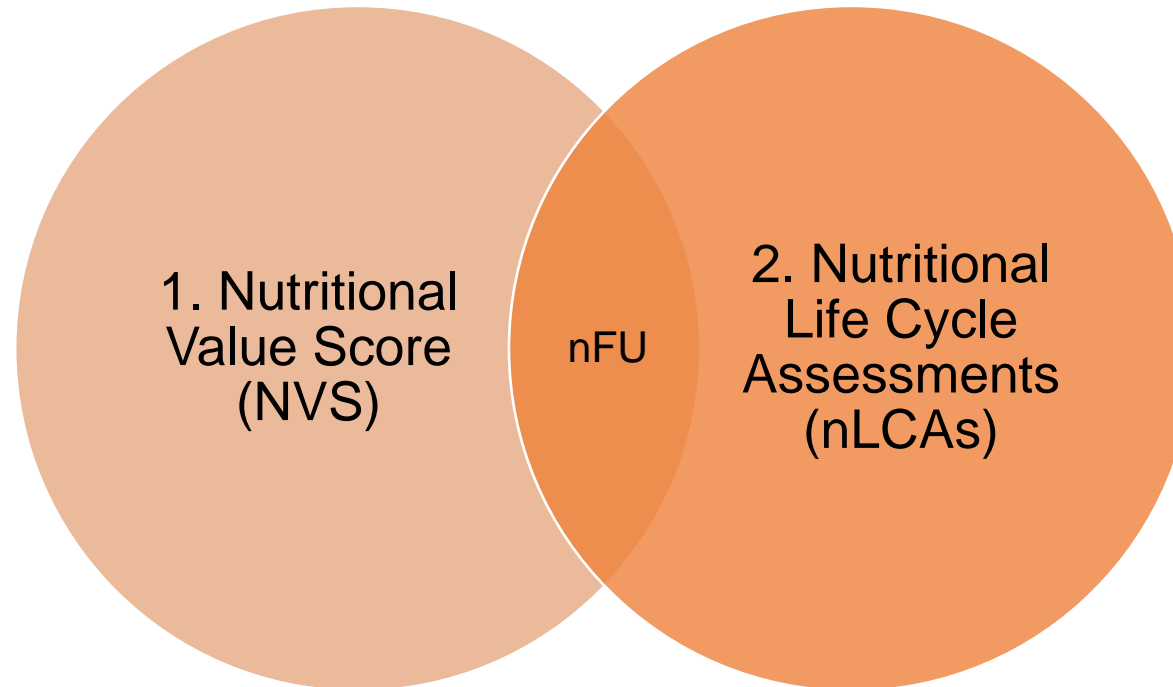 1. Nutritional
Value Score
(NVS)
nFU
2. Nutritional
Life Cycle
Assessments
(nLCAs)